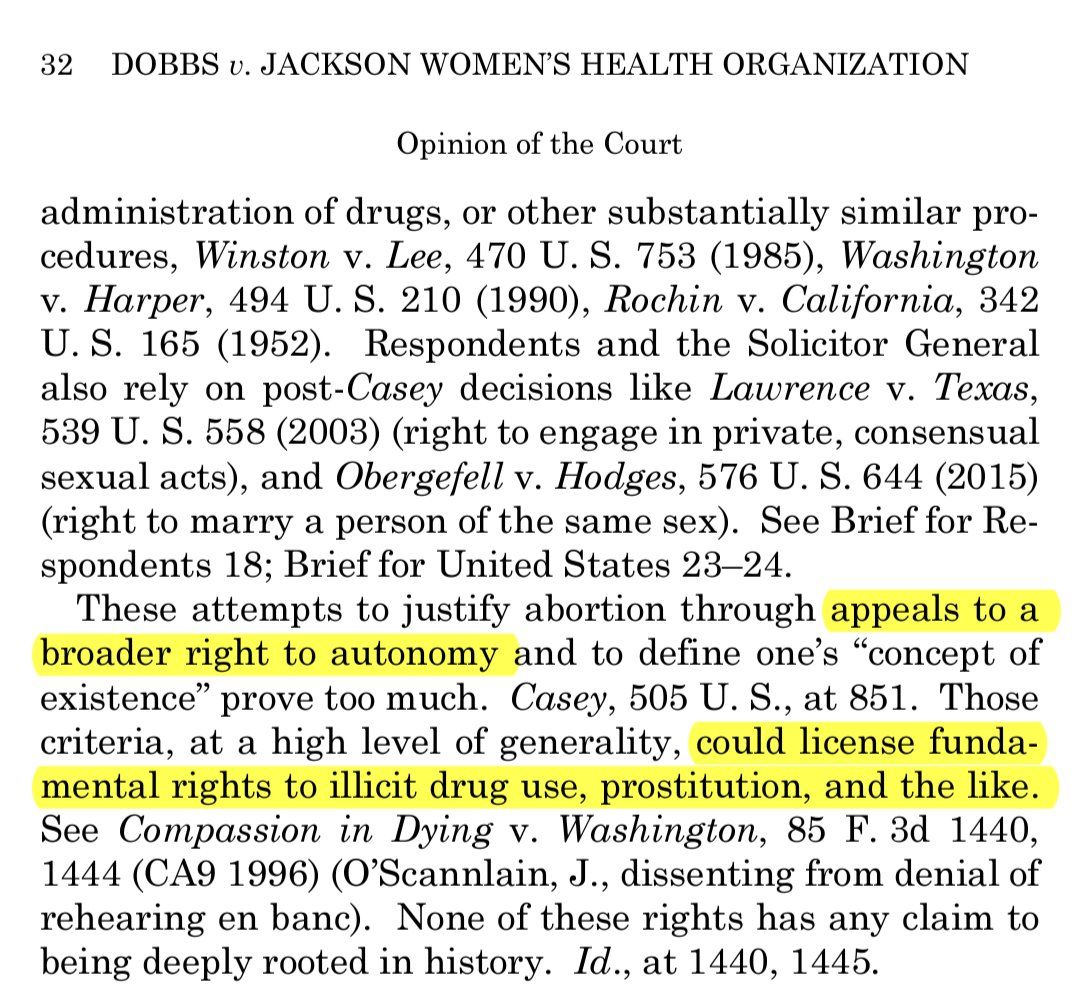 32 DOBBS v. JACKSON WOMEN’S HEALTH ORGANIZATION
Opinion of the Court
administration of drugs, or other substantially similar pro-
cedures, Winston v. Lee, 470 U. S. 753 (1985), Washington
v. Harper, 494 U. S. 210 (1990), Rochin v. California, 342
U. S. 165 (1952). Respondents and the Solicitor General
also rely on post-Casey decisions like Lawrence v. Texas,
539 U. S. 558 (2003) (right to engage in private, consensual
sexual acts), and Obergefell v. Hodges, 576 U. S. 644 (2015)
(right to marry a person of the same sex). See Brief for Re-
spondents 18; Brief for United States 23–24.
These attempts to justify abortion through appeals to a
broader right to autonomy and to define one’s “concept of
existence” prove too much. Casey, 505 U. S., at 851. Those
criteria, at a high level of generality, could license funda-
mental rights to illicit drug use, prostitution, and the like.
See Compassion in Dying v. Washington, 85 F. 3d 1440,
1444 (CA9 1996) (O’Scannlain, J., dissenting from denial of
rehearing en banc). None of these rights has any claim to
being deeply rooted in history. Id., at 1440, 1445.